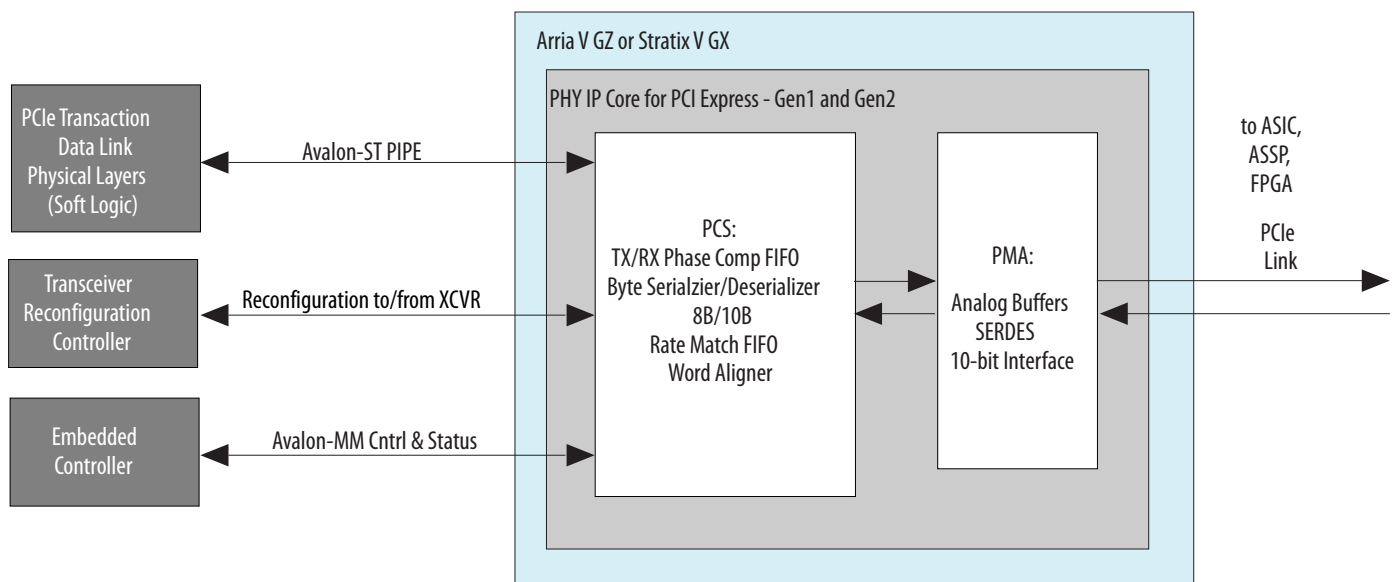 Arria V GZ or Stratix V GX
PHY IP Core for PCI Express - Gen1 and Gen2
PCIe Transaction
Data Link
Physical Layers
(Soft Logic)
Avalon-ST PIPE
Transceiver
Reconfiguration
Controller
Reconfiguration to/from XCVR
Embedded
Controller
Avalon-MM Cntrl & Status
PCS:
TX/RX Phase Comp FIFO
Byte Serialzier/Deserializer
8B/10B
Rate Match FIFO
Word Aligner
PMA:
Analog Buffers
SERDES
10-bit Interface
to ASIC,
ASSP,
FPGA
PCIe
Link